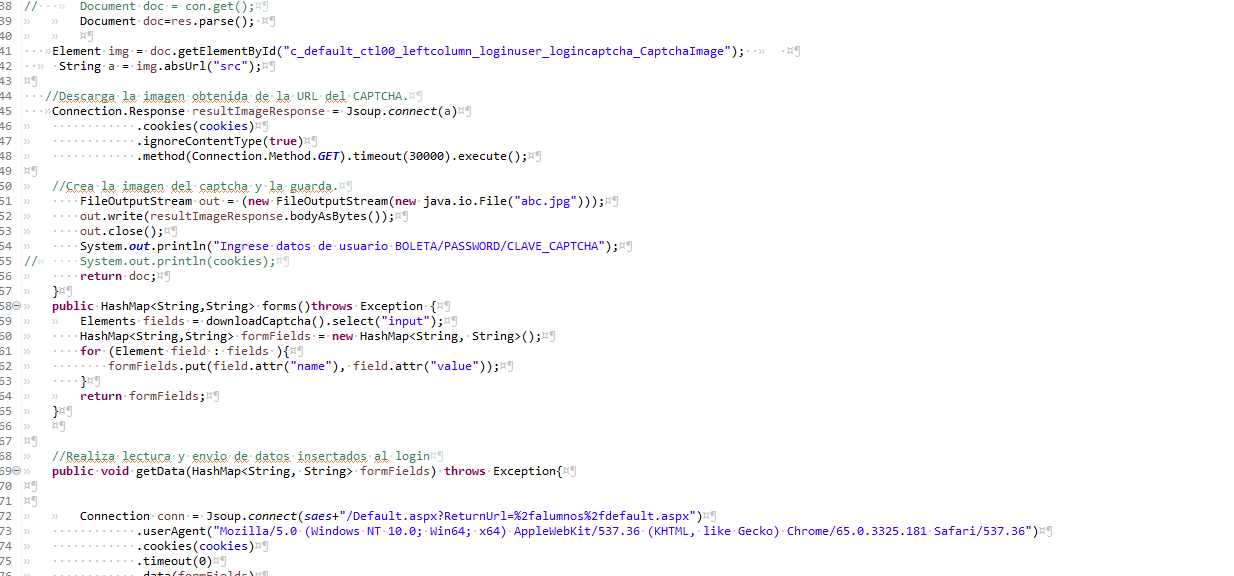 38 // Document doc = con.get();
39 Document doc=res.parse();
40
41 Element img = doc.getElementById("c_default_ctl00_leftcolumn_loginuser_logincaptcha_CaptchaImage");
42 String a = img.absUrl("src");
43
44 //Descarga la imagen obtenida de la URL del CAPTCHA.
45 Connection.Response resultImageResponse = Jsoup.connect(a)
46 .cookies(cookies)
47 .ignoreContentType(true)
48 .method(Connection.Method.GET).timeout(30000).execute();
49
50 //Crea la imagen del captcha y la guarda.
51 FileOutputStream out = (new FileOutputStream(new java.io.File("abc.jpg")));
52 out.write(resultImageResponse.bodyAsBytes());
53 out.close();
54 System.out.println("Ingrese datos de usuario BOLETA/PASSWORD/CLAVE_CAPTCHA");
55 // System.out.println(cookies);
56 return doc;
57 }
58 public HashMap<String,String> forms()throws Exception {
59 Elements fields = downloadCaptcha().select("input");
60 HashMap<String,String> formFields = new HashMap<String, String>();
61 for (Element field : fields ){
62 formFields.put(field.attr("name"), field.attr("value"));
63 }
64 return formFields;
65 }
66
67
68 //Realiza lectura y envio de datos insertados al login
69 public void getData(HashMap<String, String> formFields) throws Exception{
70
71
72 Connection conn = Jsoup.connect(saes+"/Default.aspx?ReturnUrl=%2falumnos%2fdefault.aspx")
73 .userAgent("Mozilla/5.0 (Windows NT 10.0; Win64; x64) AppleWebKit/537.36 (KHTML, like Gecko) Chrome/65.0.3325.181 Safari/537.36")
74 .cookies(cookies)
75 .timeout(0)
76 .data(formFields)